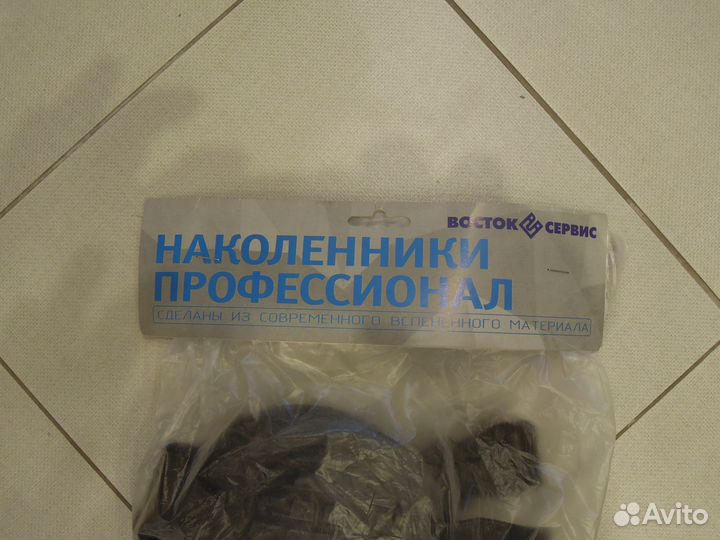 ВОСТОК СЕРВИС
НАКОЛЕННИКИ
ПРОФЕССИОНАЛ
СДЕЛАНЫ ИЗ СОВРЕМЕННОГО ВСПЕНЕННОГО МАТЕРИАЛА
Avito